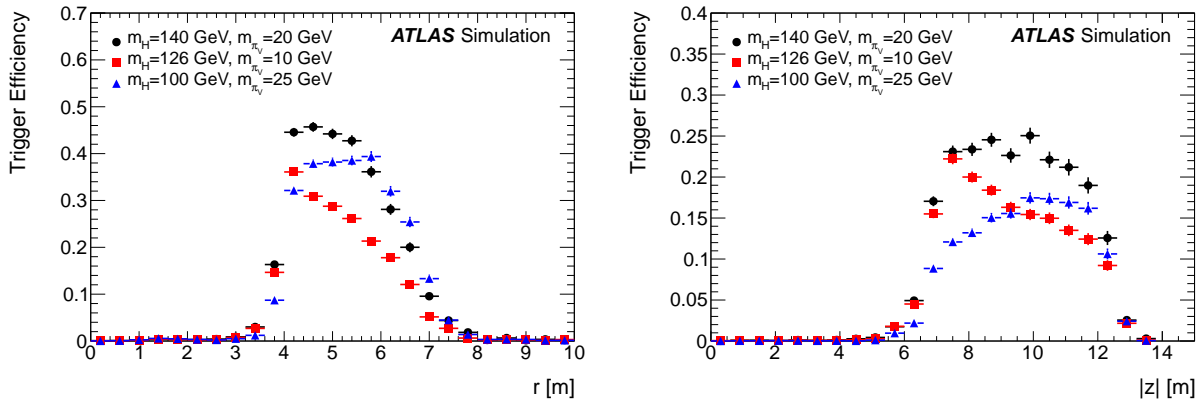 Trigger Efficiency
0.7
0.6
0.5
0.4
0.3
0.2
0.1
0
m_H=140 GeV, m_πV=20 GeV
m_H=126 GeV, m_πV=10 GeV
m_H=100 GeV, m_πV=25 GeV
ATLAS Simulation
0 1 2 3 4 5 6 7 8 9 10
r [m]
Trigger Efficiency
0.4
0.35
0.3
0.25
0.2
0.15
0.1
0.05
0
m_H=140 GeV, m_πV=20 GeV
m_H=126 GeV, m_πV=10 GeV
m_H=100 GeV, m_πV=25 GeV
ATLAS Simulation
0 2 4 6 8 10 12 14
|z| [m]